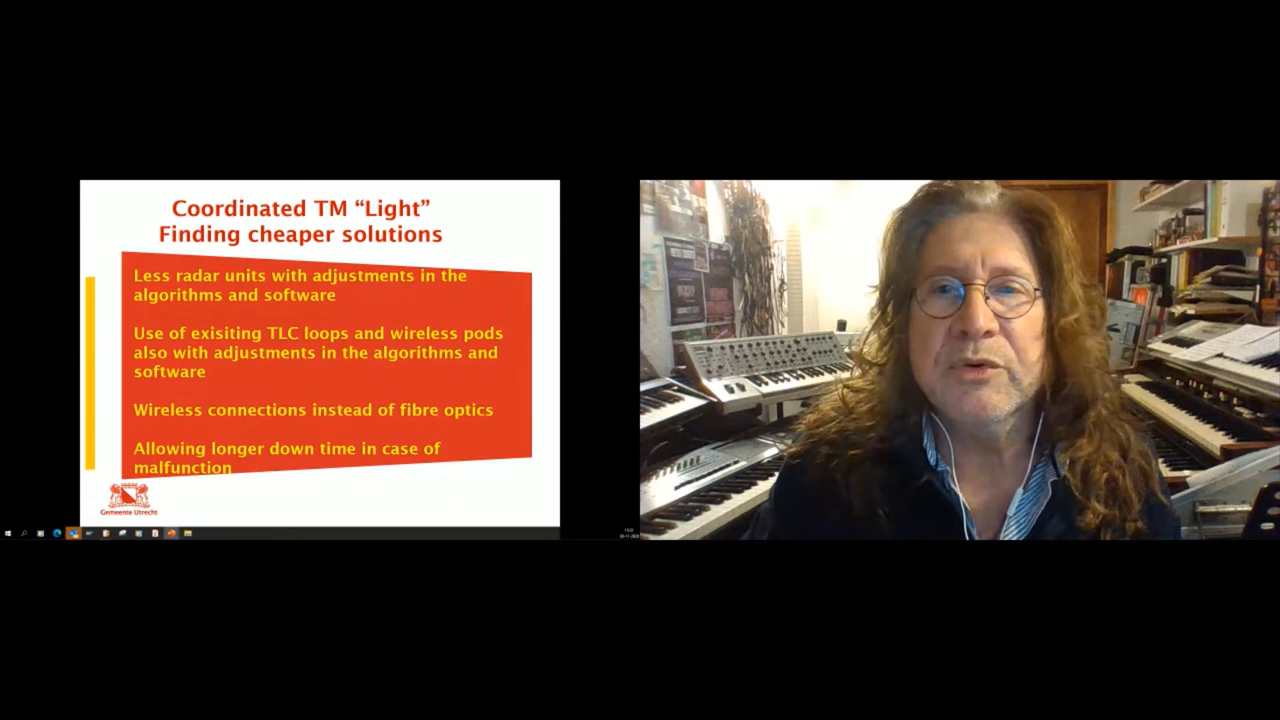 Coordinated TM “Light”
Finding cheaper solutions
Less radar units with adjustments in the
algorithms and software
Use of exisiting TLC loops and wireless pods
also with adjustments in the algorithms and
software
Wireless connections instead of fibre optics
Allowing longer down time in case of
malfunction
Gemeente Utrecht